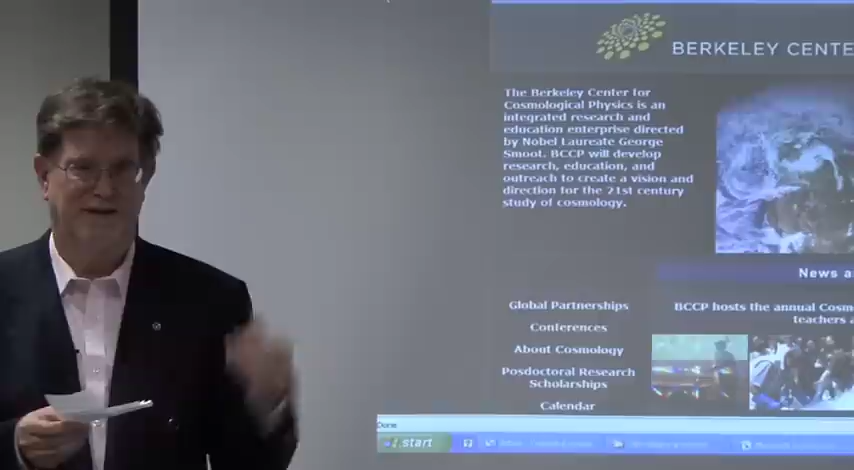 BERKELEY CENTE
The Berkeley Center for
Cosmological Physics is an
integrated research and
education enterprise directed
by Nobel Laureate George
Smoot. BCCP will develop
research, education, and
outreach to create a vision and
direction for the 21st century
study of cosmology.
News a
Global Partnerships
Conferences
About Cosmology
Postdoctoral Research
Scholarships
Calendar
BCCP hosts the annual Cosm
teachers a
Done
start